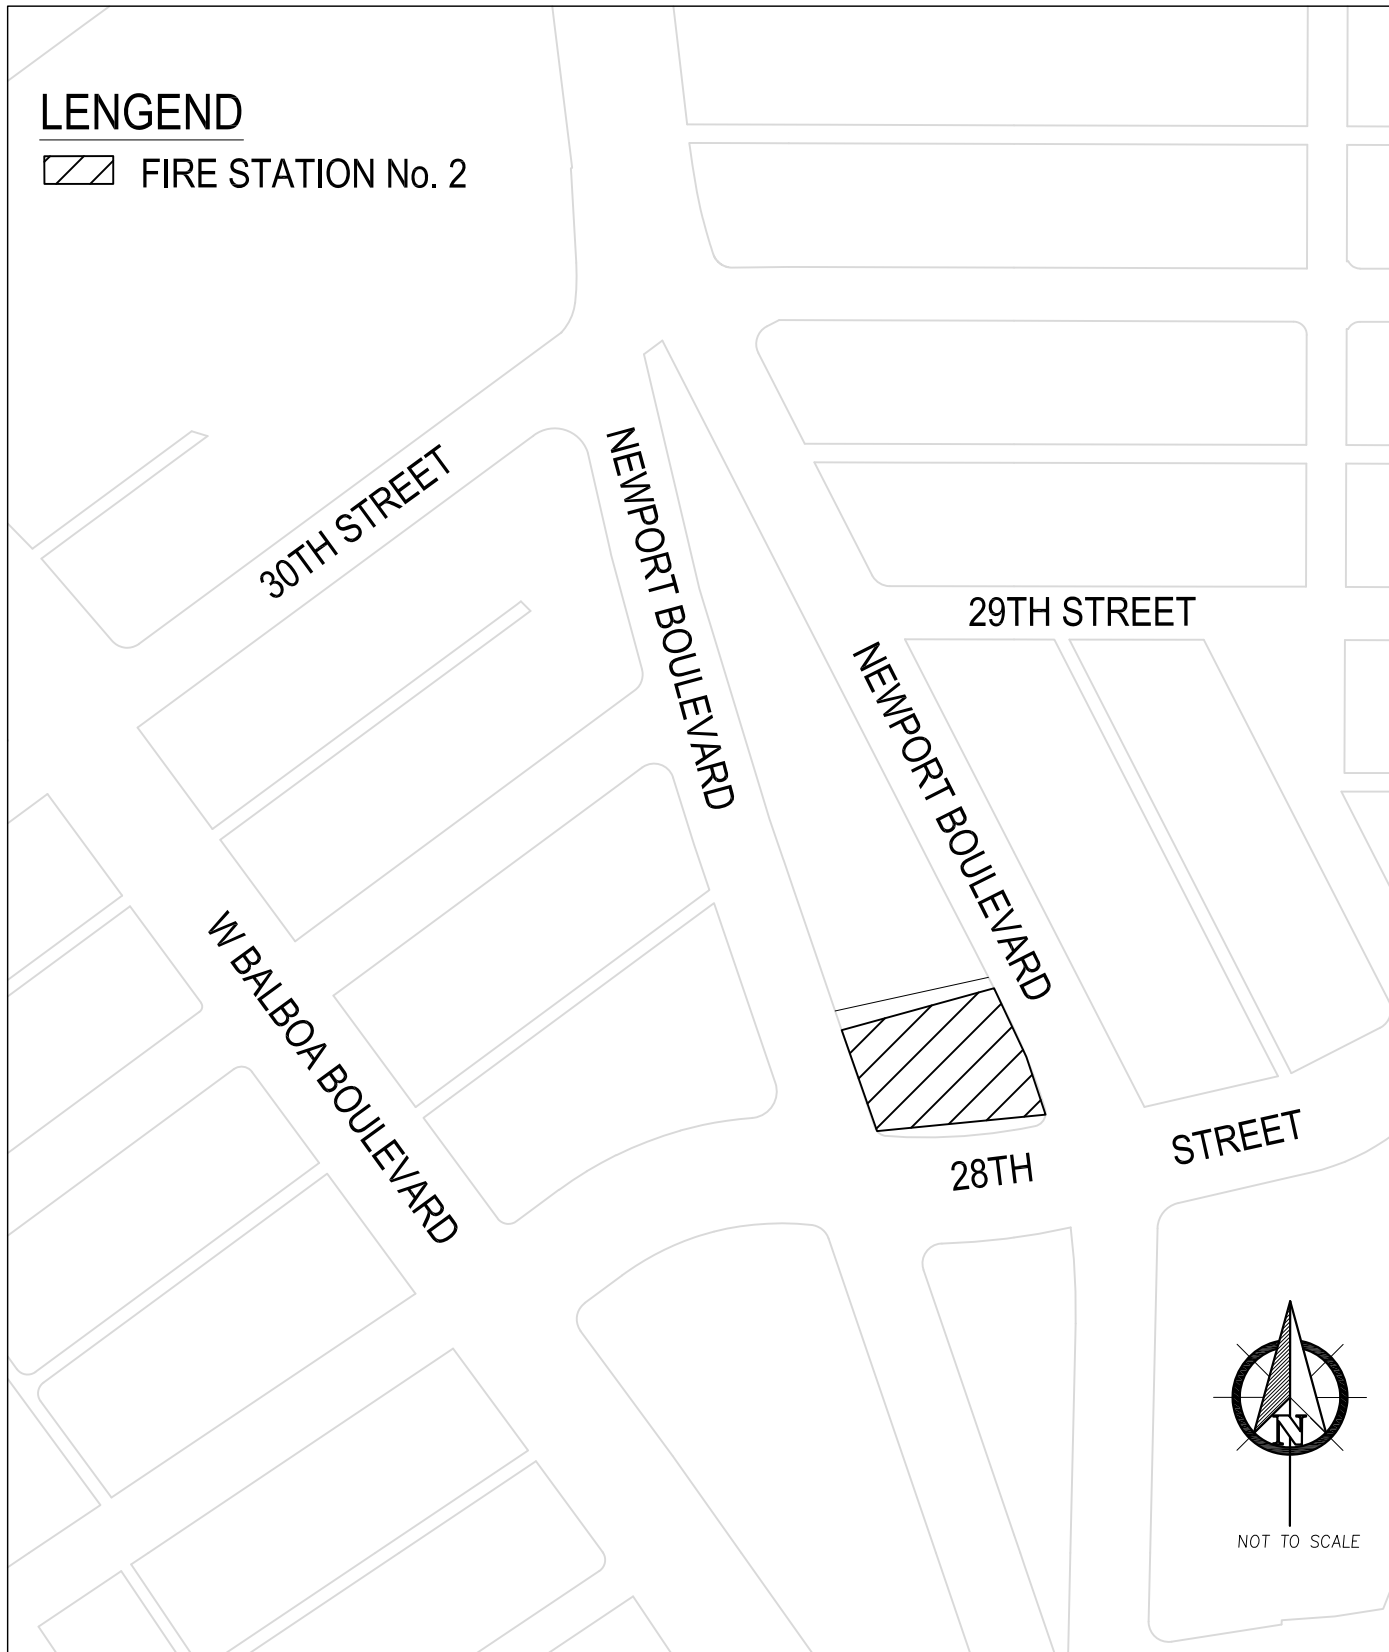 LENGEND
FIRE STATION No. 2
30TH STREET
NEWPORT BOULEVARD
29TH STREET
NEWPORT BOULEVARD
W BALBOA BOULEVARD
28TH STREET
N
NOT TO SCALE